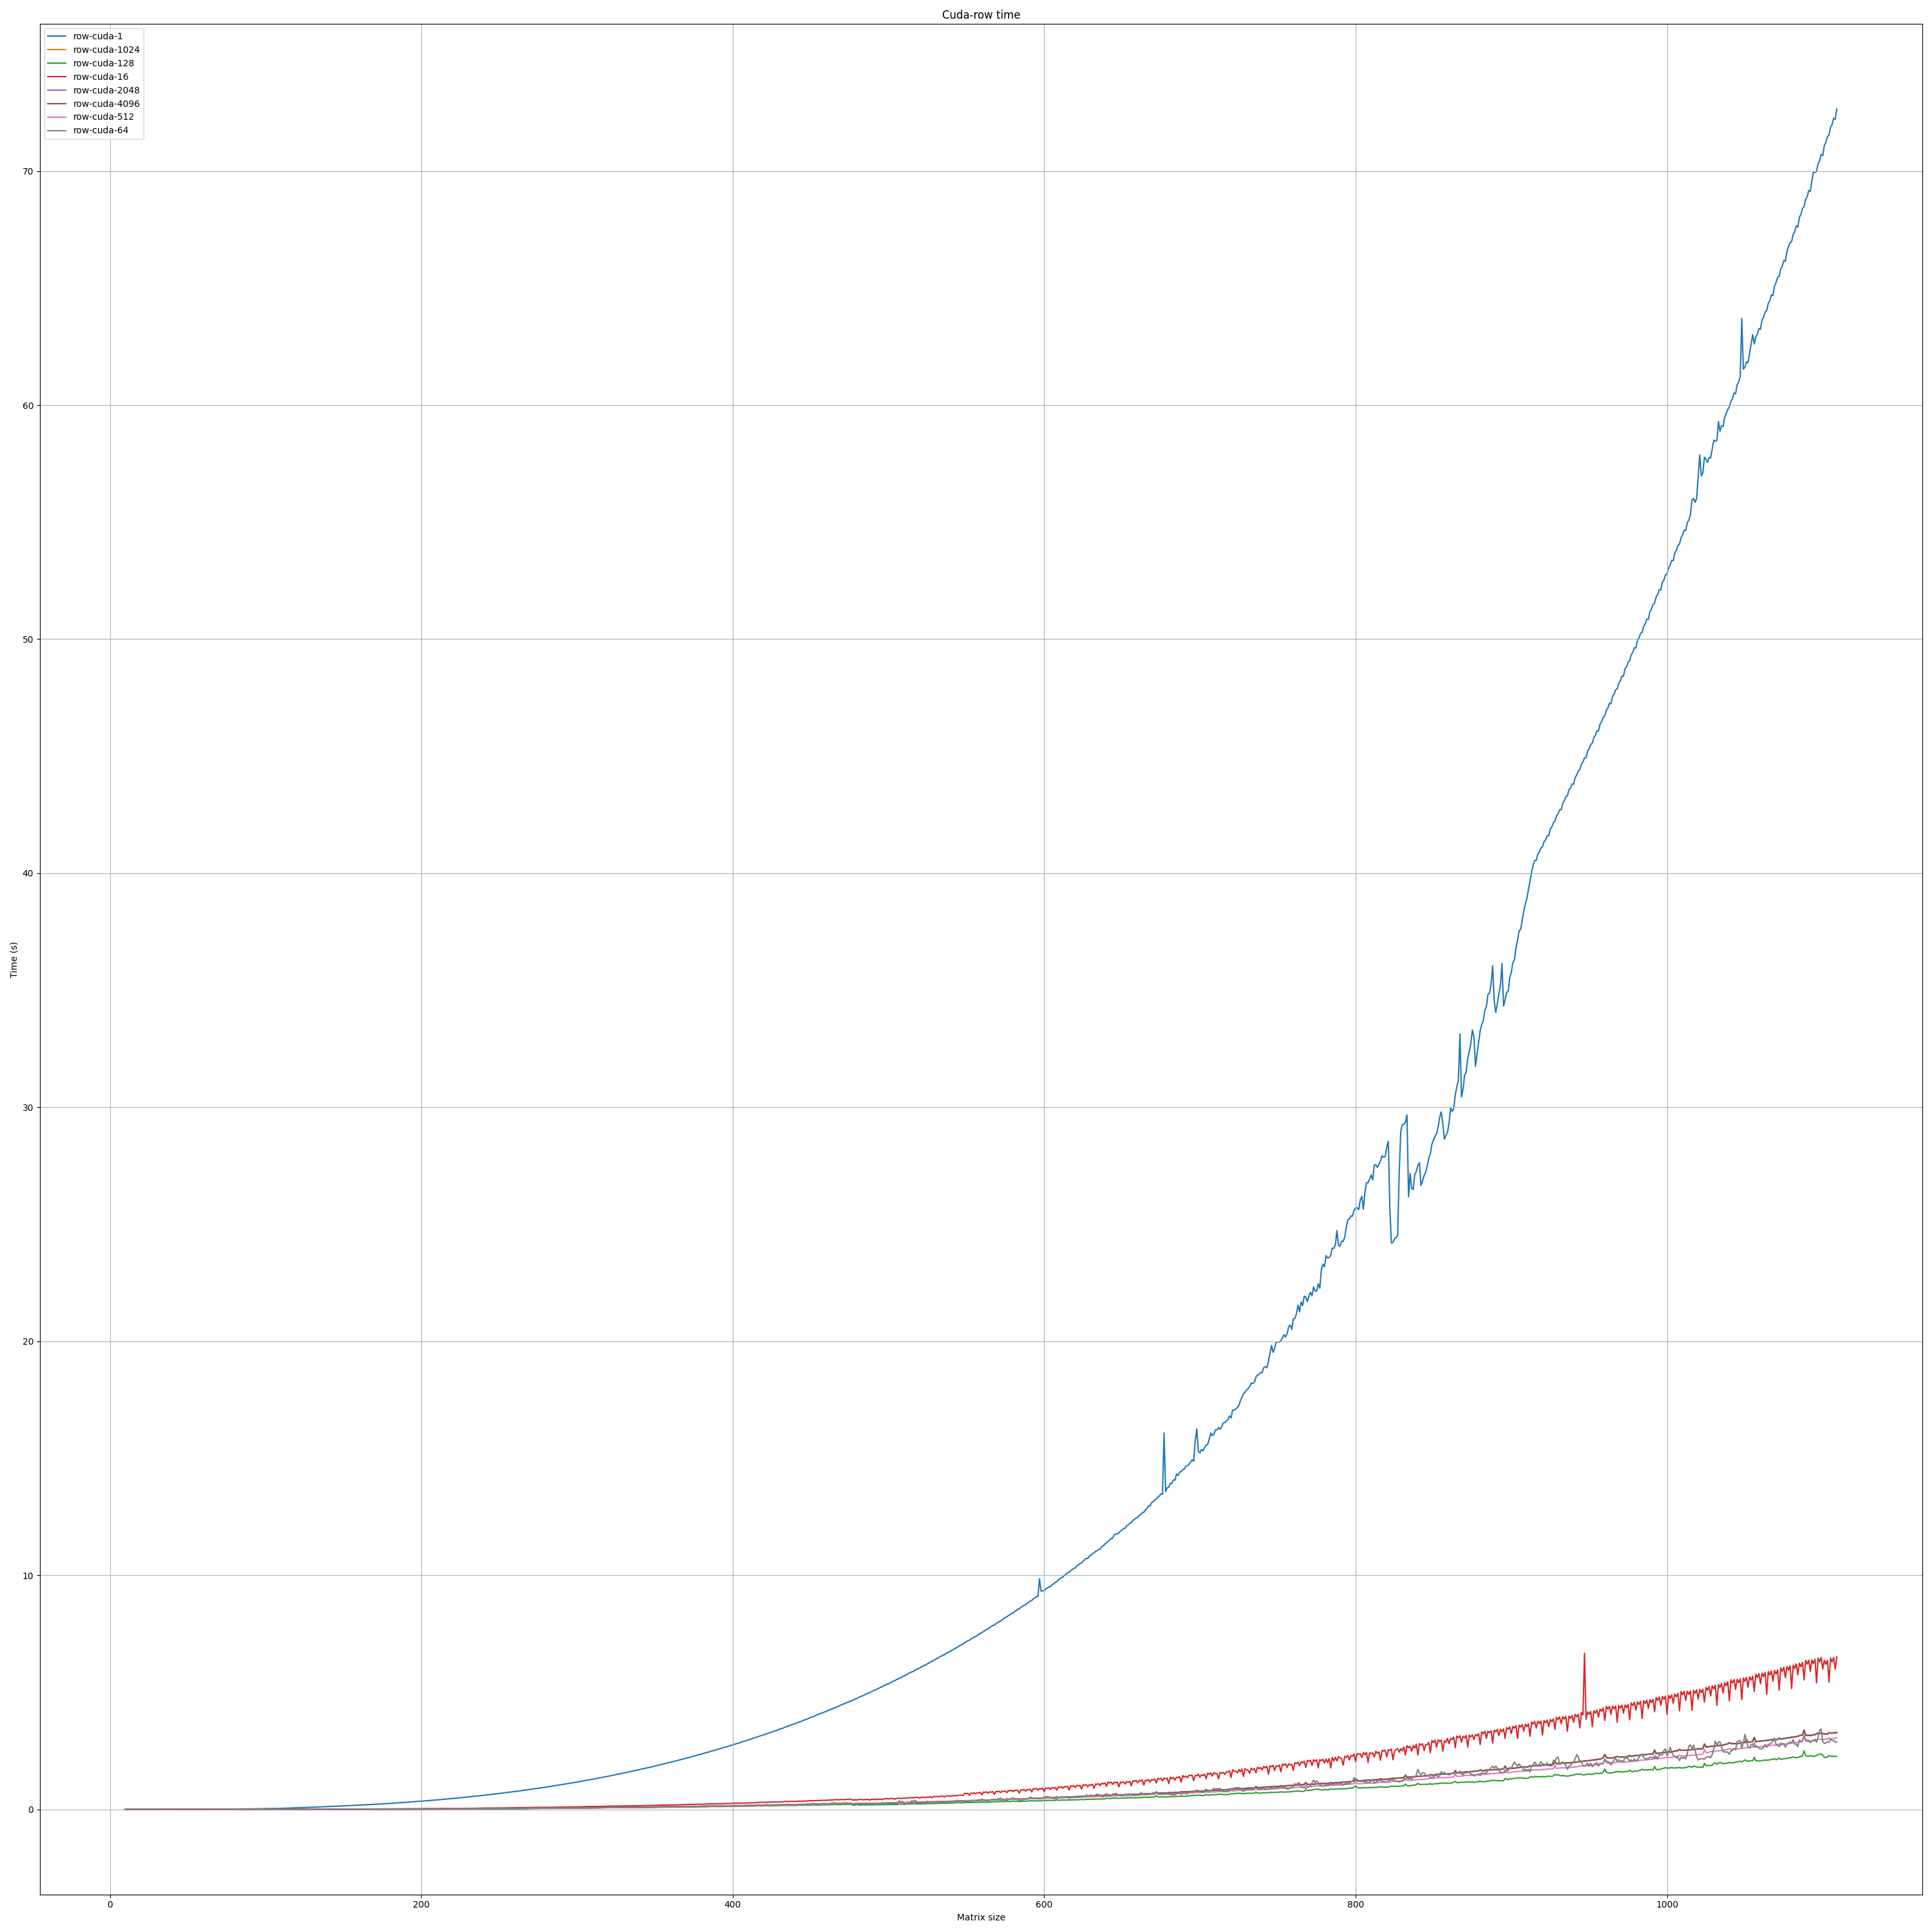 Cuda-row time
row-cuda-1
row-cuda-1024
row-cuda-128
row-cuda-16
row-cuda-2048
row-cuda-4096
row-cuda-512
row-cuda-64
70
60
50
40
30
20
10
0
Time (s)
0 200 400 600 800 1000
Matrix size